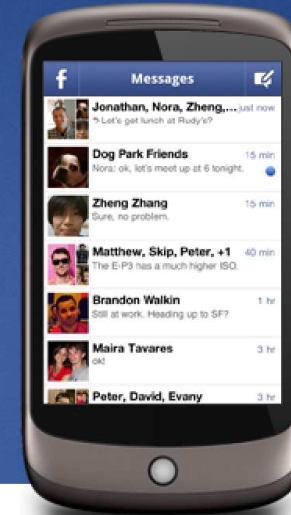 f Messages
Jonathan, Nora, Zheng,... just now
Let's get lunch at Rudy's?
Dog Park Friends 15 min
Nora: ok, let's meet up at 6 tonight.
Zheng Zhang 15 min
Sure, no problem.
Matthew, Skip, Peter, +1 40 min
The E-P3 has a much higher ISO.
Brandon Walkin 1 hr
Still at work. Heading up to SF?
Maira Tavares 3 hr
ok!
Peter, David, Evany 3 hr